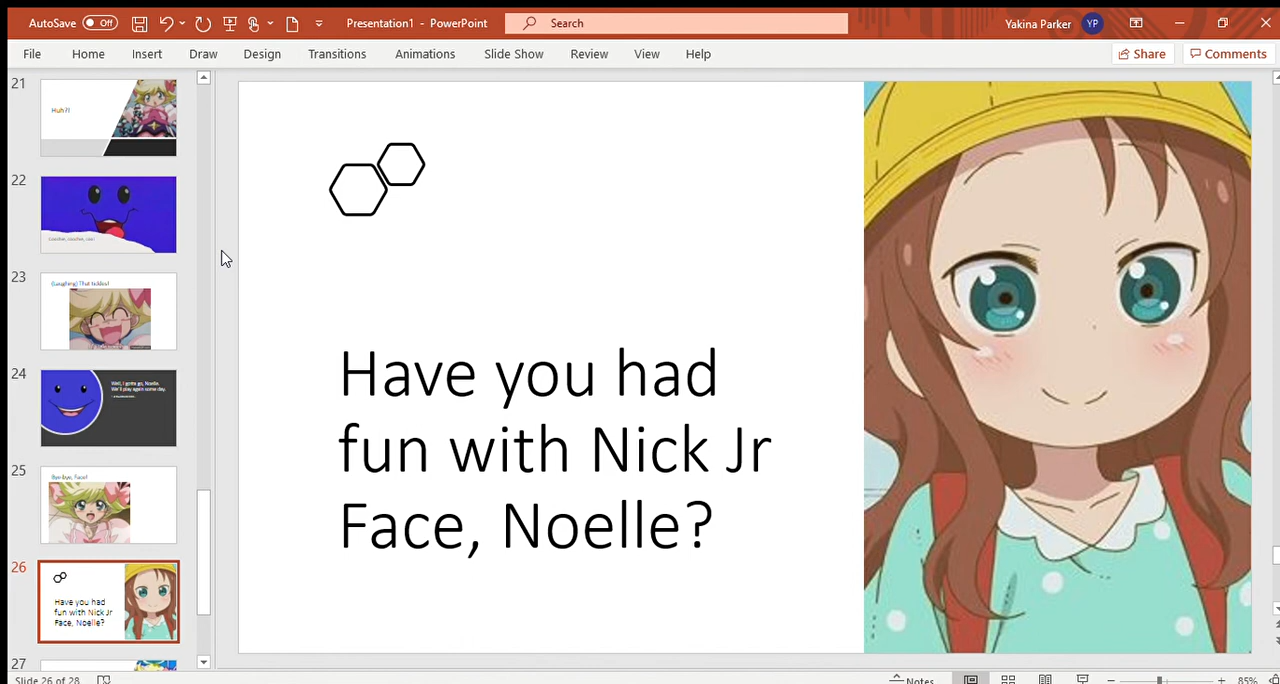 AutoSave Off Presentation1 - PowerPoint Search Yakina Parker YP
File Home Insert Draw Design Transitions Animations Slide Show Review View Help Share Comments
21
Huh?!
22
23
(Laughing) That tickles!
24
Well, I gotta go, Noelle.
We'll play again some day.
25
Bye-bye, Face!
26
Have you had
fun with Nick Jr
Face, Noelle?
27
Have you had
fun with Nick Jr
Face, Noelle?
Slide 26 of 28 Notes 85%